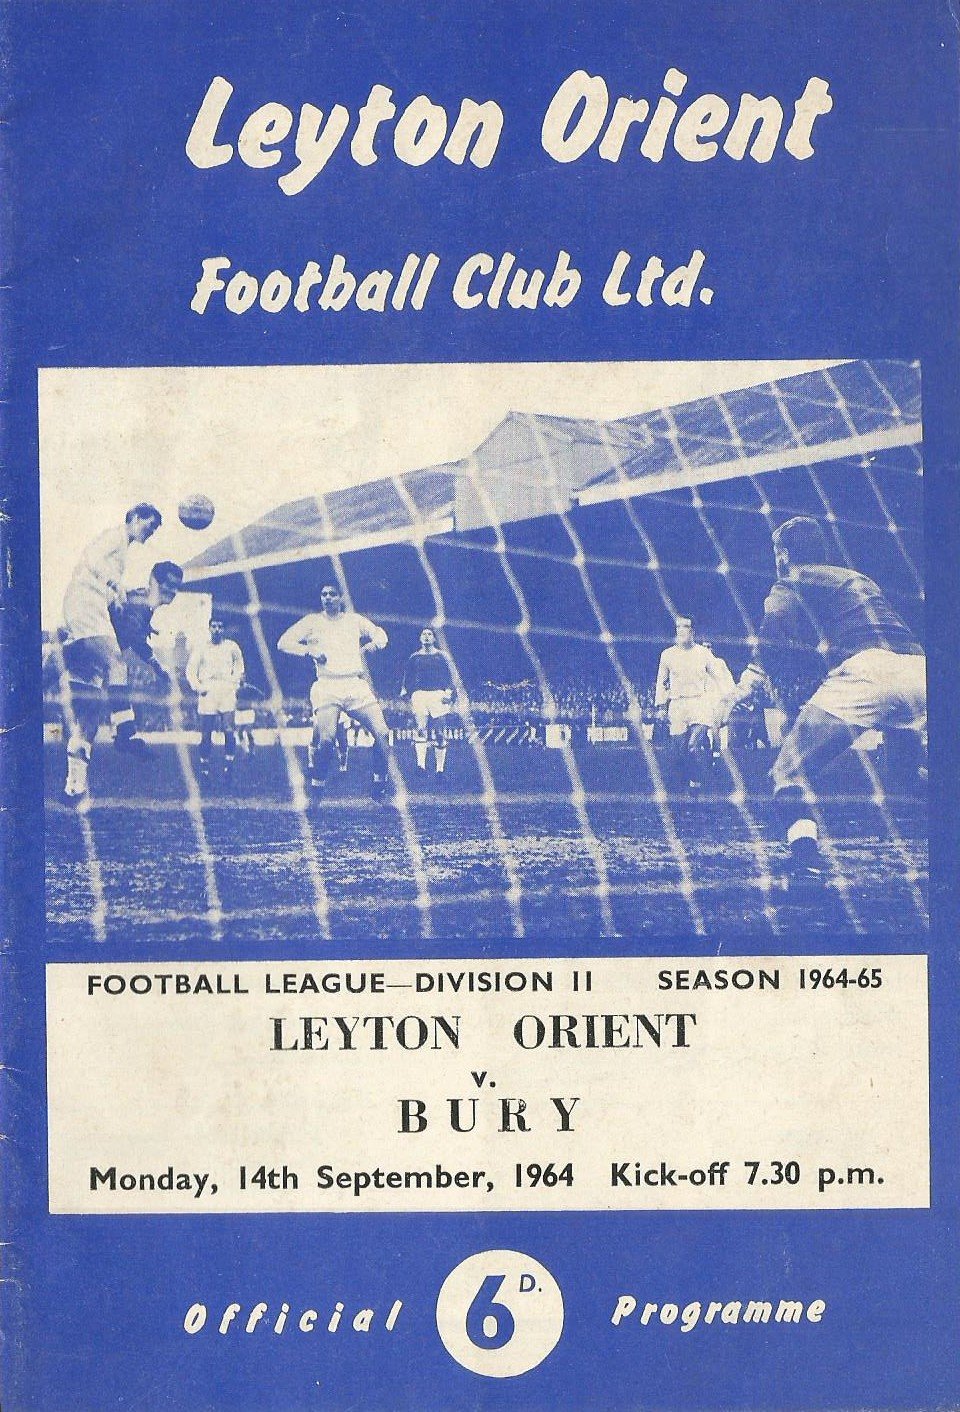 Leyton Orient
Football Club Ltd.
FOOTBALL LEAGUE—DIVISION II SEASON 1964-65
LEYTON ORIENT
v.
BURY
Monday, 14th September, 1964 Kick-off 7.30 p.m.
Official 6D. Programme